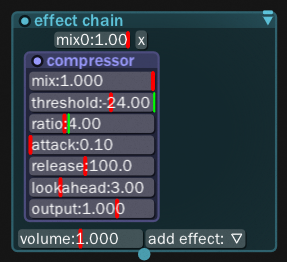 effect chain
mix0:1.00 x
compressor
mix:1.000
threshold:-24.00
ratio:4.00
attack:0.10
release:100.0
lookahead:3.00
output:1.000
volume:1.000 add effect: ▽